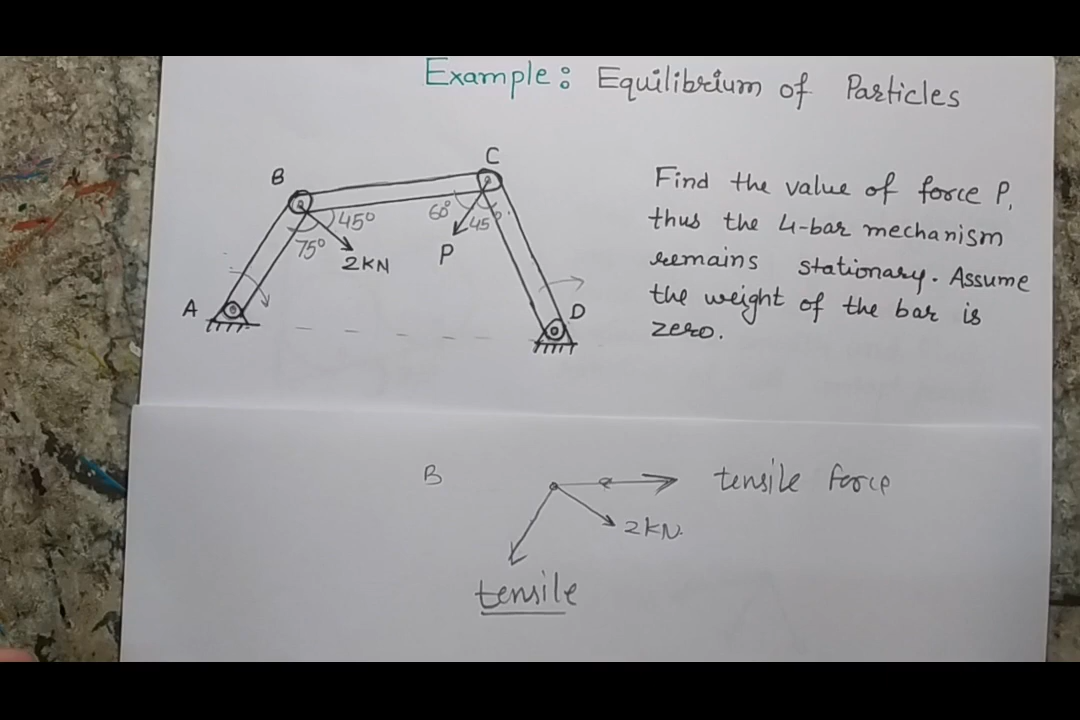 Example: Equilibrium of Particles
Find the value of force P,
thus the 4-bar mechanism
remains stationary. Assume
the weight of the bar is
zero.
C
B
45°
60°
45°
75°
2KN
P
A
D
B
tensile force
2KN.
tensile